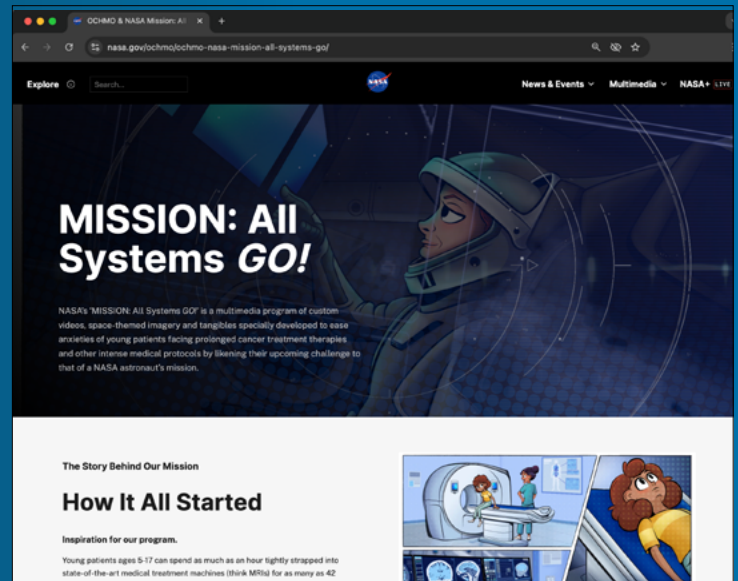 OCHMO & NASA Mission: All
nasa.gov/ochmo/ochmo-nasa-mission-all-systems-go/
Explore Search... NASA News & Events Multimedia NASA+ LIVE
MISSION: All
Systems GO!
NASA's "MISSION: All Systems GO!" is a multimedia program of custom
videos, space-themed imagery and tangibles specially developed to ease
anxieties of young patients facing prolonged cancer treatment therapies
and other intense medical protocols by likening their upcoming challenge to
that of a NASA astronaut's mission.
The Story Behind Our Mission
How It All Started
Inspiration for our program.
Young patients ages 5-17 can spend as much as an hour tightly strapped into
state-of-the-art medical treatment machines (think MRIs) for as many as 42